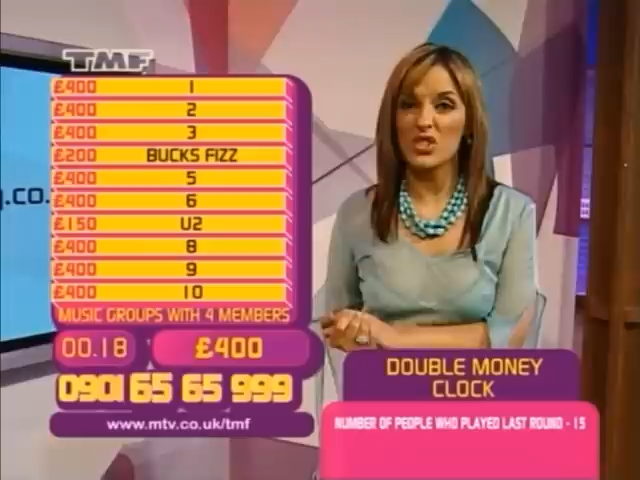 TMF
£400 1
£400 2
£400 3
£200 BUCKS FIZZ
£400 5
£400 6
£150 U2
£400 8
£400 9
£400 10
MUSIC GROUPS WITH 4 MEMBERS
00.18 £400
0901 65 65 999
www.mtv.co.uk/tmf
.co.
DOUBLE MONEY
CLOCK
NUMBER OF PEOPLE WHO PLAYED LAST ROUND - 15